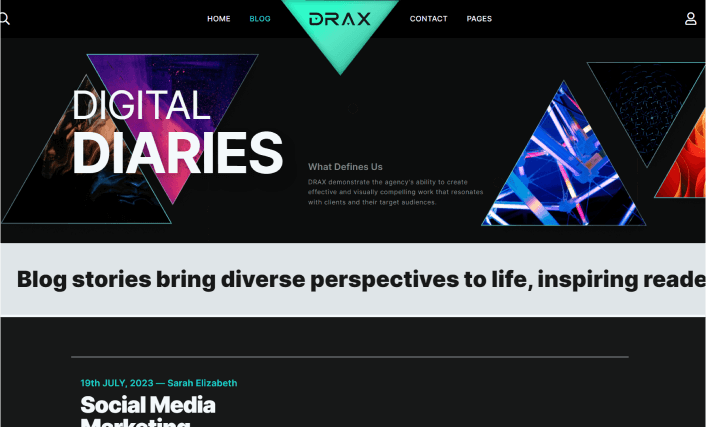 HOME
BLOG
DRAX
CONTACT
PAGES
DIGITAL
DIARIES
What Defines Us
DRAX demonstrate the agency's ability to create
effective and visually compelling work that resonates
with clients and their target audiences.
Blog stories bring diverse perspectives to life, inspiring reade
19th JULY, 2023 — Sarah Elizabeth
Social Media
Marketing